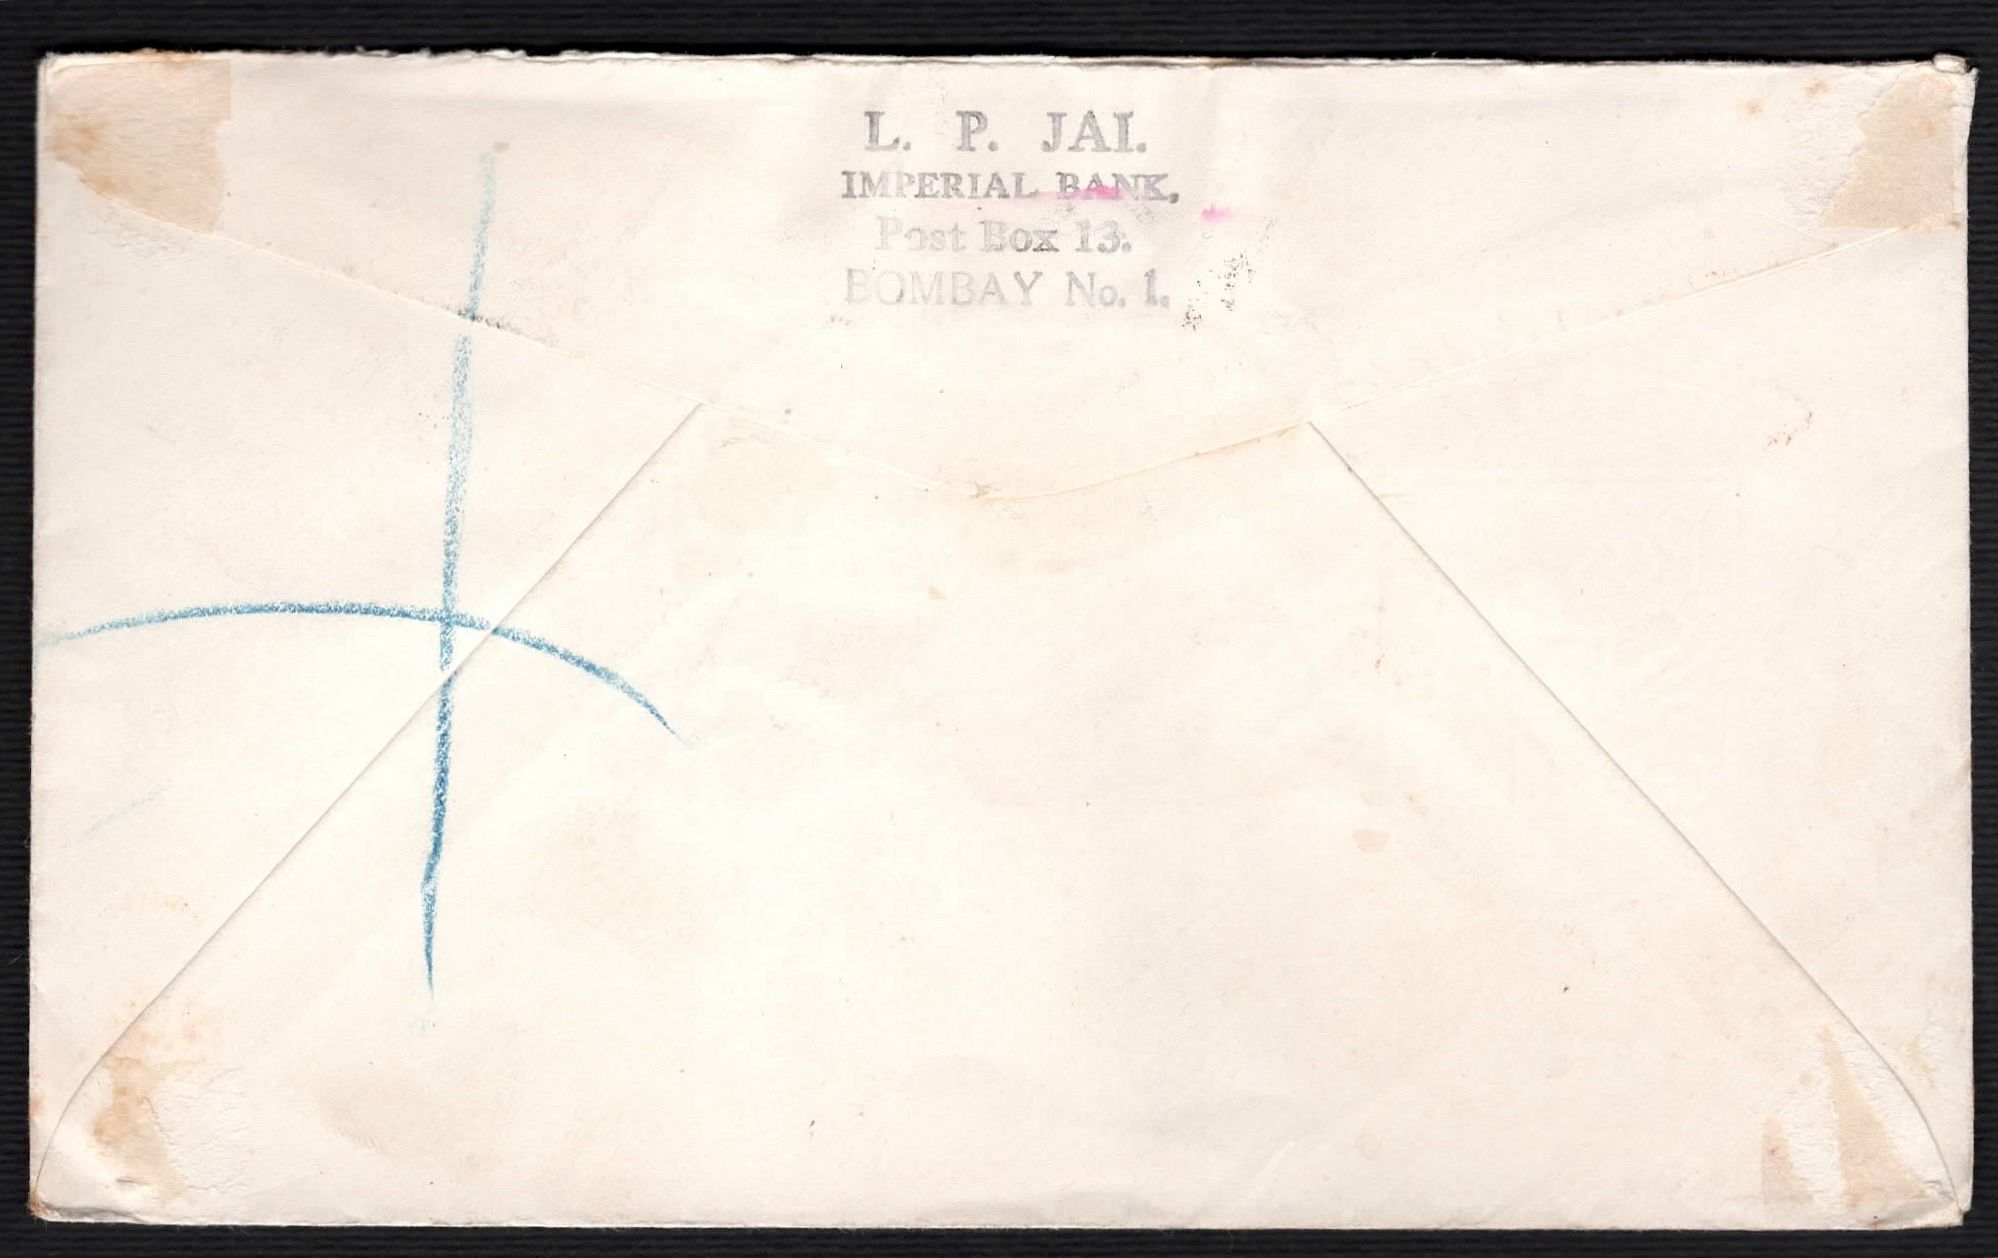 L. P. JAI.
IMPERIAL BANK,
Post Box 13.
BOMBAY No. 1.